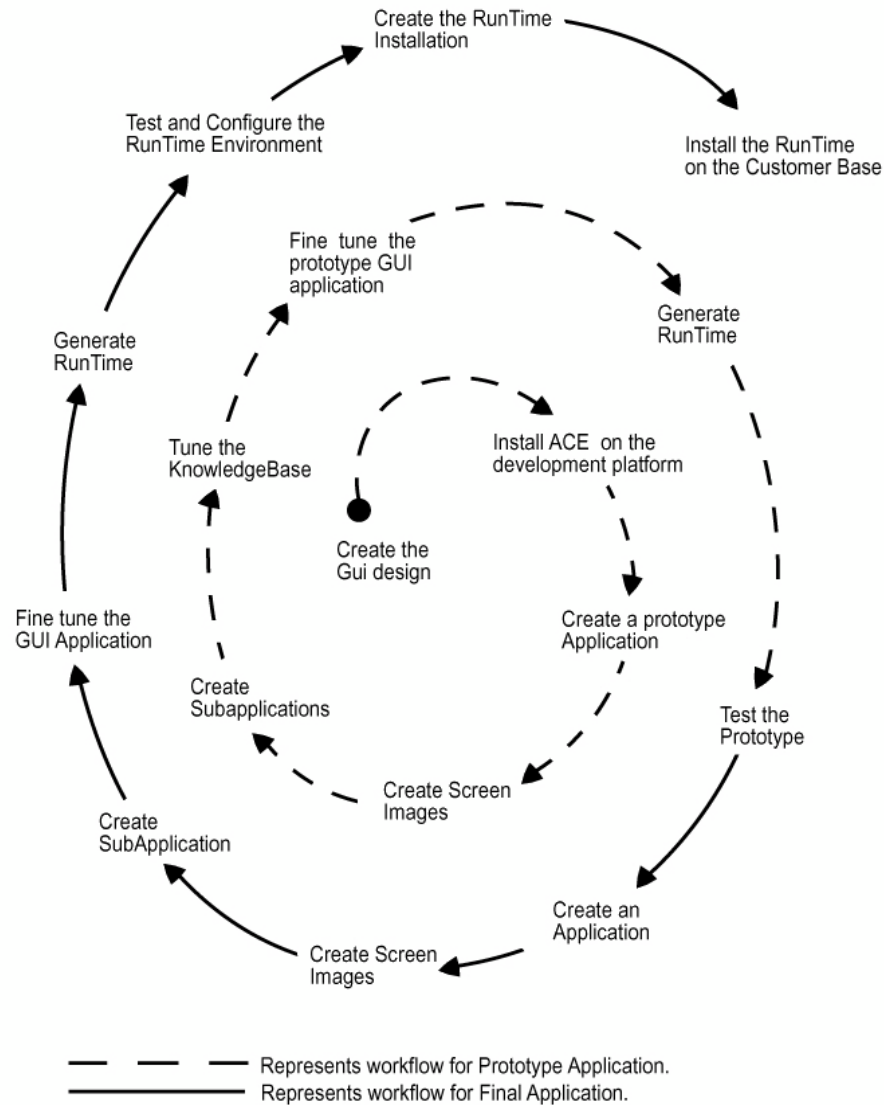 Create the RunTime
Installation
Test and Configure the
RunTime Environment
Install the RunTime
on the Customer Base
Fine tune the
prototype GUI
application
Generate
RunTime
Generate
RunTime
Tune the
KnowledgeBase
Install ACE on the
development platform
Create the
Gui design
Fine tune the
GUI Application
Create a prototype
Application
Create
Subapplications
Test the
Prototype
Create Screen
Images
Create
SubApplication
Create an
Application
Create Screen
Images
Represents workflow for Prototype Application.
Represents workflow for Final Application.